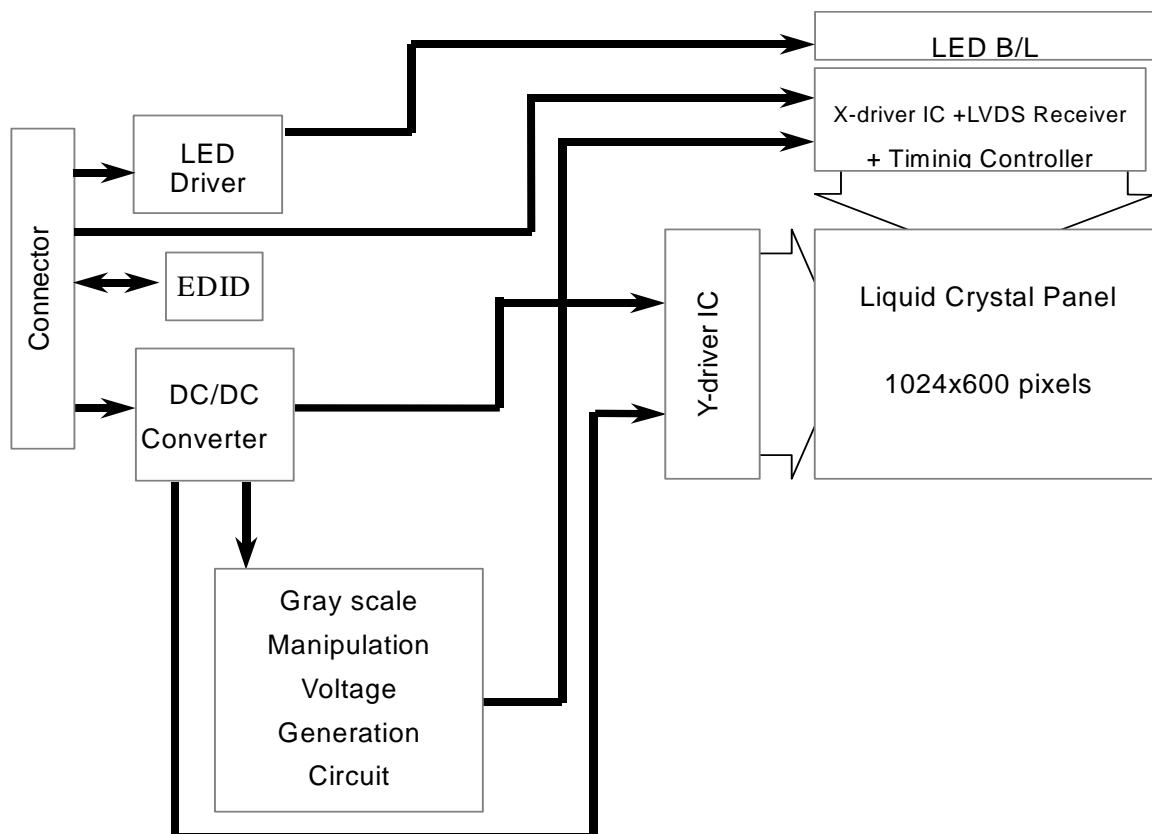 LED B/L
X-driver IC +LVDS Receiver
+ Timinig Controller
LED
Driver
Connector
EDID
DC/DC
Converter
Y-driver IC
Liquid Crystal Panel
1024x600 pixels
Gray scale
Manipulation
Voltage
Generation
Circuit